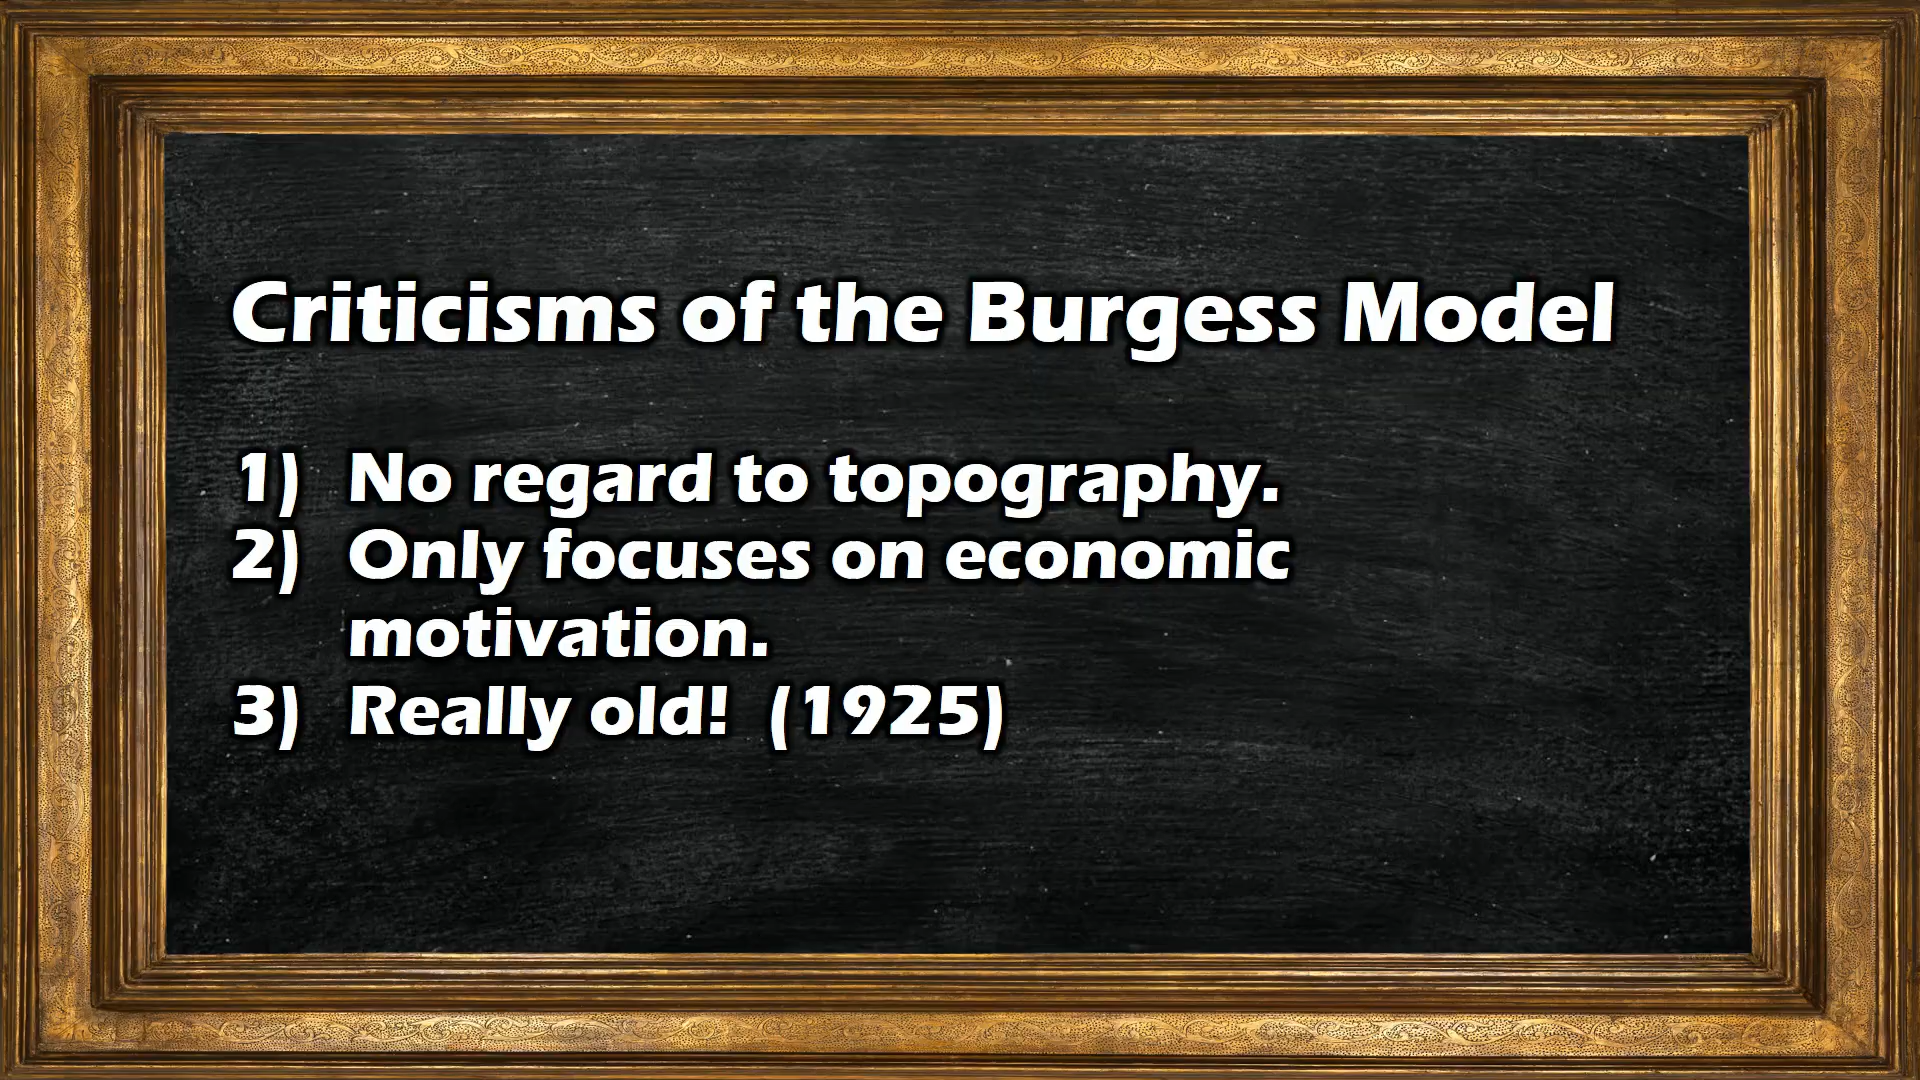 Criticisms of the Burgess Model
1) No regard to topography.
2) Only focuses on economic
motivation.
3) Really old! (1925)